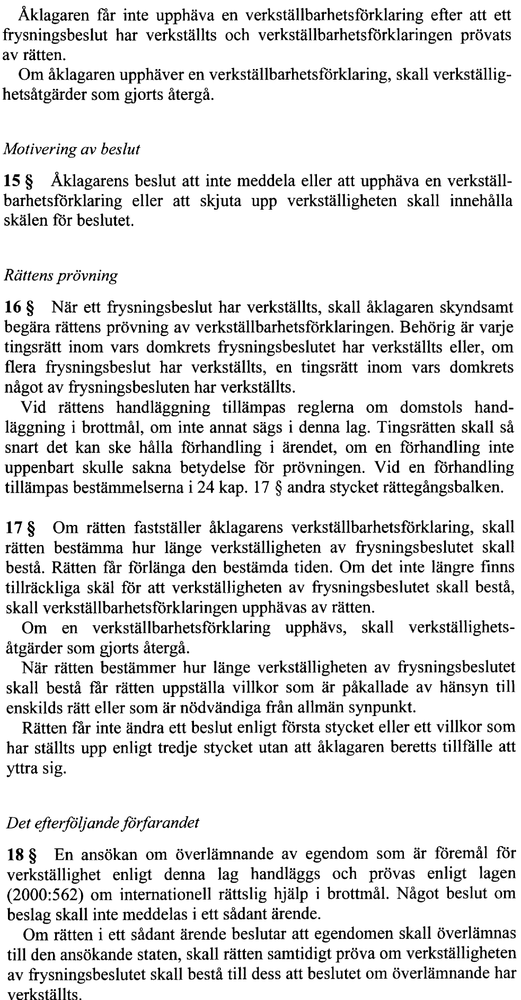 Åklagaren får inte upphäva en verkställbarhetsförklaring efter att ett
frysningsbeslut har verkställts och verkställbarhetsförklaringen prövats
av rätten.
Om åklagaren upphäver en verkställbarhetsförklaring, skall verkställig-
hetsåtgärder som gjorts återgå.
Motivering av beslut
15 § Åklagarens beslut att inte meddela eller att upphäva en verkställ-
barhetsförklaring eller att skjuta upp verkställigheten skall innehålla
skälen för beslutet.
Rättens prövning
16 § När ett frysningsbeslut har verkställts, skall åklagaren skyndsamt
begära rättens prövning av verkställbarhetsförklaringen. Behörig är varje
tingsrätt inom vars domkrets frysningsbeslutet har verkställts eller, om
flera frysningsbeslut har verkställts, en tingsrätt inom vars domkrets
något av frysningsbesluten har verkställts.
Vid rättens handläggning tillämpas reglerna om domstols hand-
läggning i brottmål, om inte annat sägs i denna lag. Tingsrätten skall så
snart det kan ske hålla förhandling i ärendet, om en förhandling inte
uppenbart skulle sakna betydelse för prövningen. Vid en förhandling
tillämpas bestämmelserna i 24 kap. 17 § andra stycket rättegångsbalken.
17 § Om rätten fastställer åklagarens verkställbarhetsförklaring, skall
rätten bestämma hur länge verkställigheten av frysningsbeslutet skall
bestå. Rätten får förlänga den bestämda tiden. Om det inte längre finns
tillräckliga skäl för att verkställigheten av frysningsbeslutet skall bestå,
skall verkställbarhetsförklaringen upphävas av rätten.
Om en verkställbarhetsförklaring upphävs, skall verkställighets-
åtgärder som gjorts återgå.
När rätten bestämmer hur länge verkställigheten av frysningsbeslutet
skall bestå får rätten uppställa villkor som är påkallade av hänsyn till
enskilds rätt eller som är nödvändiga från allmän synpunkt.
Rätten får inte ändra ett beslut enligt första stycket eller ett villkor som
har ställts upp enligt tredje stycket utan att åklagaren beretts tillfälle att
yttra sig.
Det efterföljande förfarandet
18 § En ansökan om överlämnande av egendom som är föremål för
verkställighet enligt denna lag handläggs och prövas enligt lagen
(2000:562) om internationell rättslig hjälp i brottmål. Något beslut om
beslag skall inte meddelas i ett sådant ärende.
Om rätten i ett sådant ärende beslutar att egendomen skall överlämnas
till den ansökande staten, skall rätten samtidigt pröva om verkställigheten
av frysningsbeslutet skall bestå till dess att beslutet om överlämnande har
verkställts.